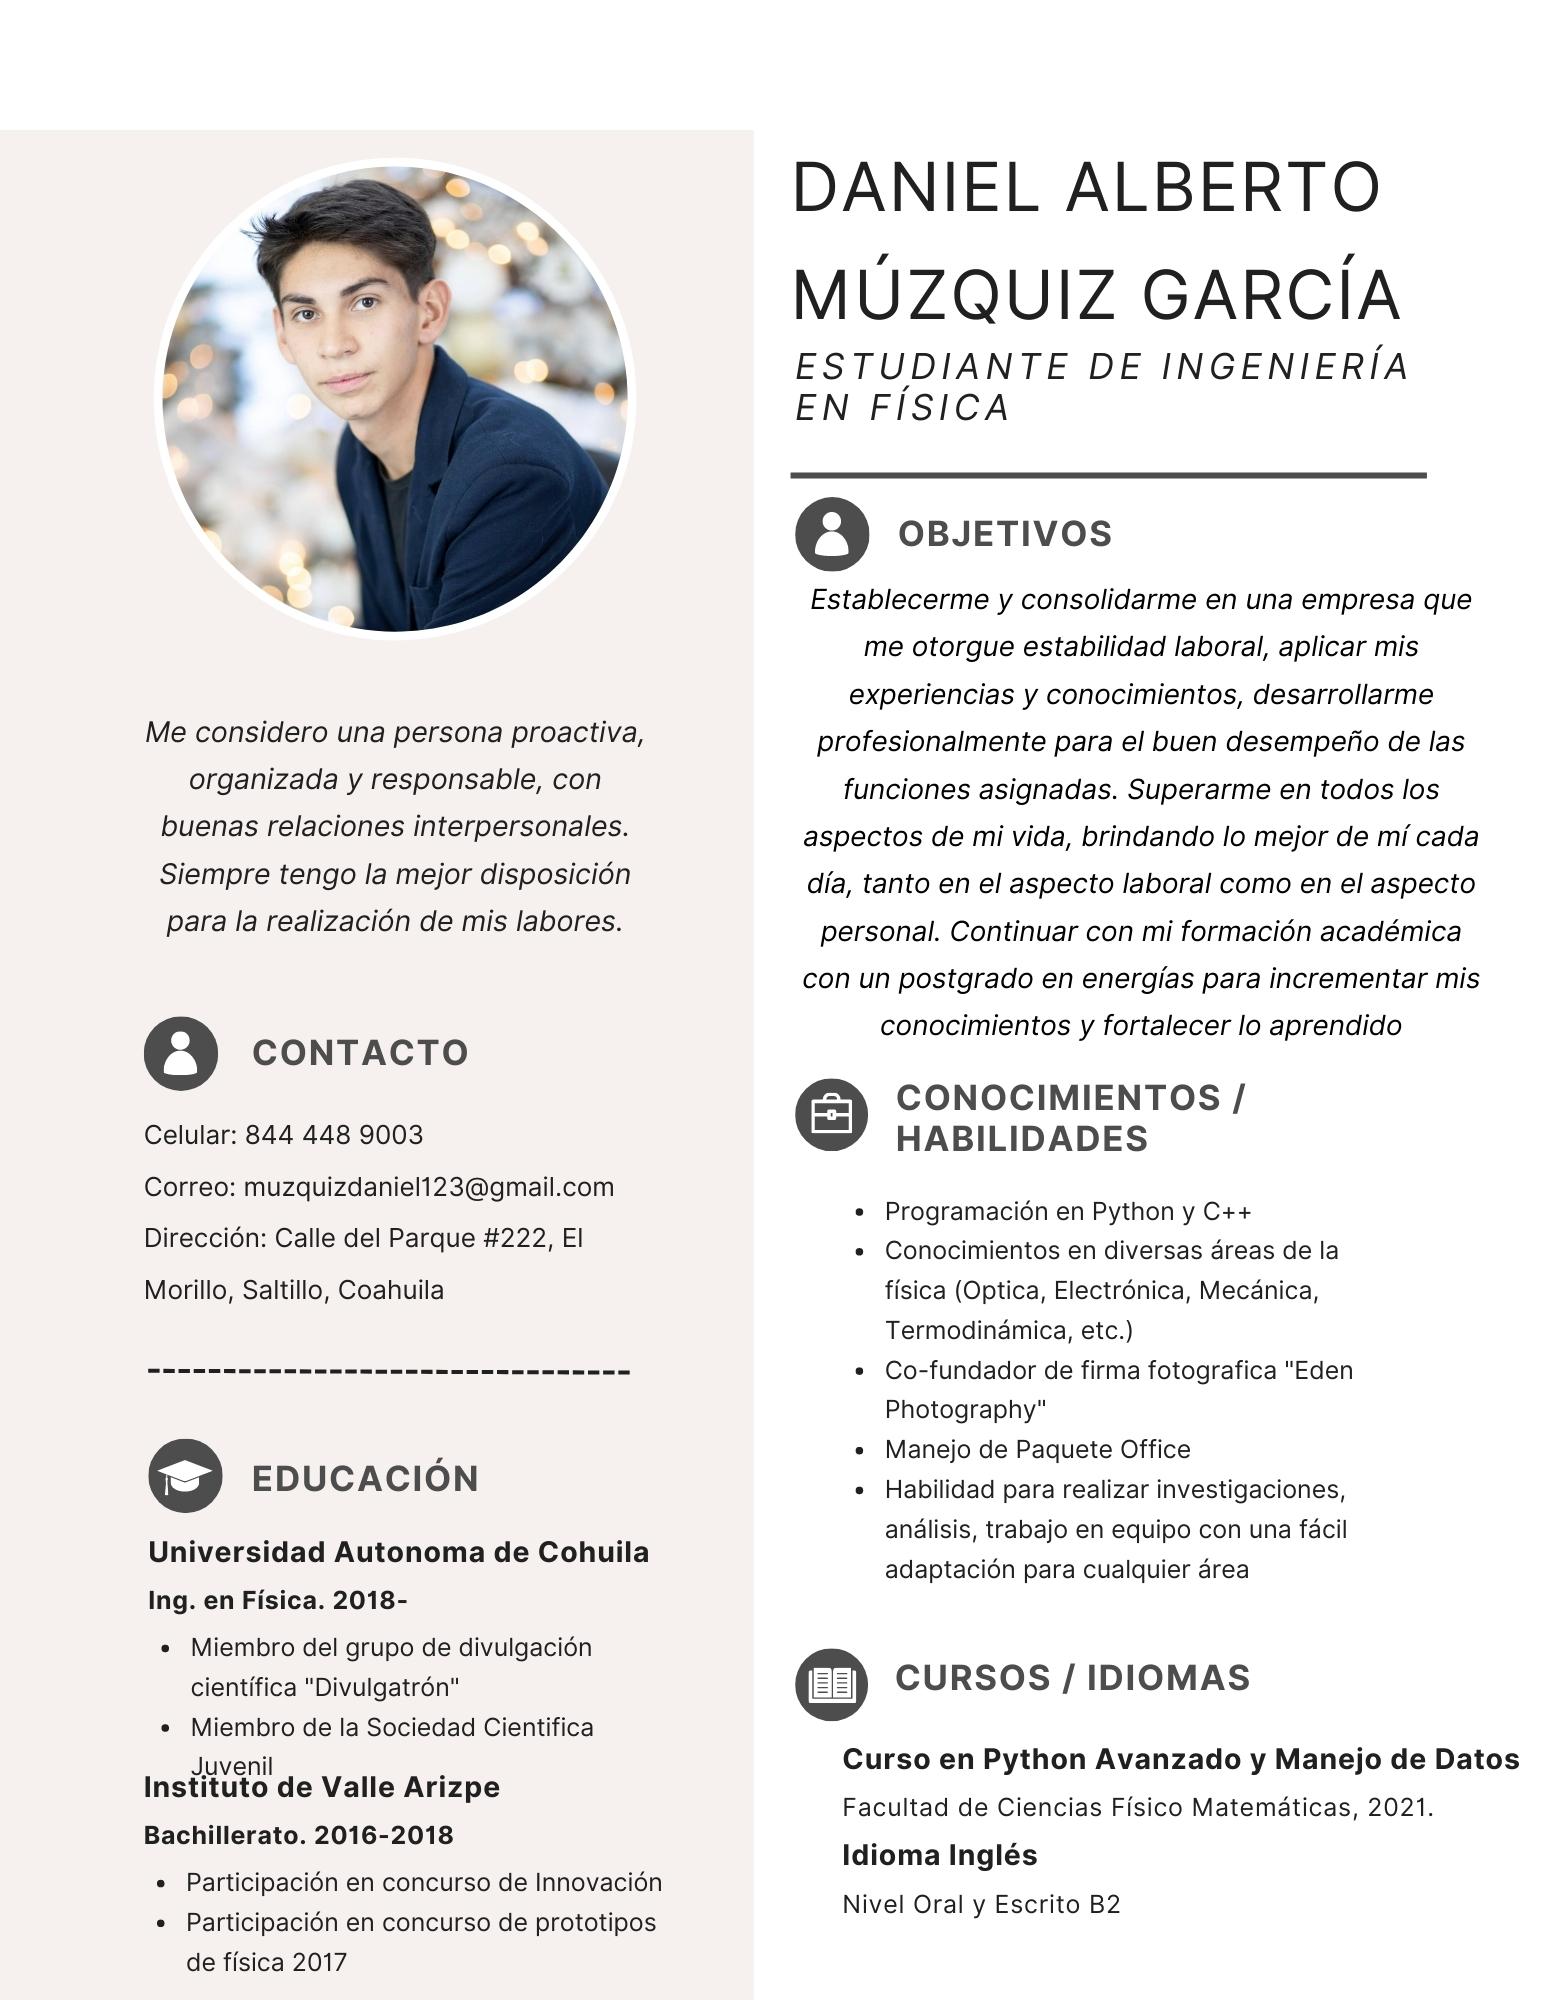 DANIEL ALBERTO
MÚZQUIZ GARCÍA
ESTUDIANTE DE INGENIERÍA
EN FÍSICA
Me considero una persona proactiva,
organizada y responsable, con
buenas relaciones interpersonales.
Siempre tengo la mejor disposición
para la realización de mis labores.
CONTACTO
Celular: 844 448 9003
Correo: muzquizdaniel123@gmail.com
Dirección: Calle del Parque #222, El
Morillo, Saltillo, Coahuila
EDUCACIÓN
Universidad Autonoma de Cohuila
Ing. en Física. 2018-
• Miembro del grupo de divulgación
científica "Divulgatrón"
• Miembro de la Sociedad Cientifica
Juvenil
Instituto de Valle Arizpe
Bachillerato. 2016-2018
• Participación en concurso de Innovación
• Participación en concurso de prototipos
de física 2017
OBJETIVOS
Establecerme y consolidarme en una empresa que
me otorgue estabilidad laboral, aplicar mis
experiencias y conocimientos, desarrollarme
profesionalmente para el buen desempeño de las
funciones asignadas. Superarme en todos los
aspectos de mi vida, brindando lo mejor de mí cada
día, tanto en el aspecto laboral como en el aspecto
personal. Continuar con mi formación académica
con un postgrado en energías para incrementar mis
conocimientos y fortalecer lo aprendido
CONOCIMIENTOS /
HABILIDADES
• Programación en Python y C++
• Conocimientos en diversas áreas de la
física (Optica, Electrónica, Mecánica,
Termodinámica, etc.)
• Co-fundador de firma fotografica "Eden
Photography"
• Manejo de Paquete Office
• Habilidad para realizar investigaciones,
análisis, trabajo en equipo con una fácil
adaptación para cualquier área
CURSOS / IDIOMAS
Curso en Python Avanzado y Manejo de Datos
Facultad de Ciencias Físico Matemáticas, 2021.
Idioma Inglés
Nivel Oral y Escrito B2